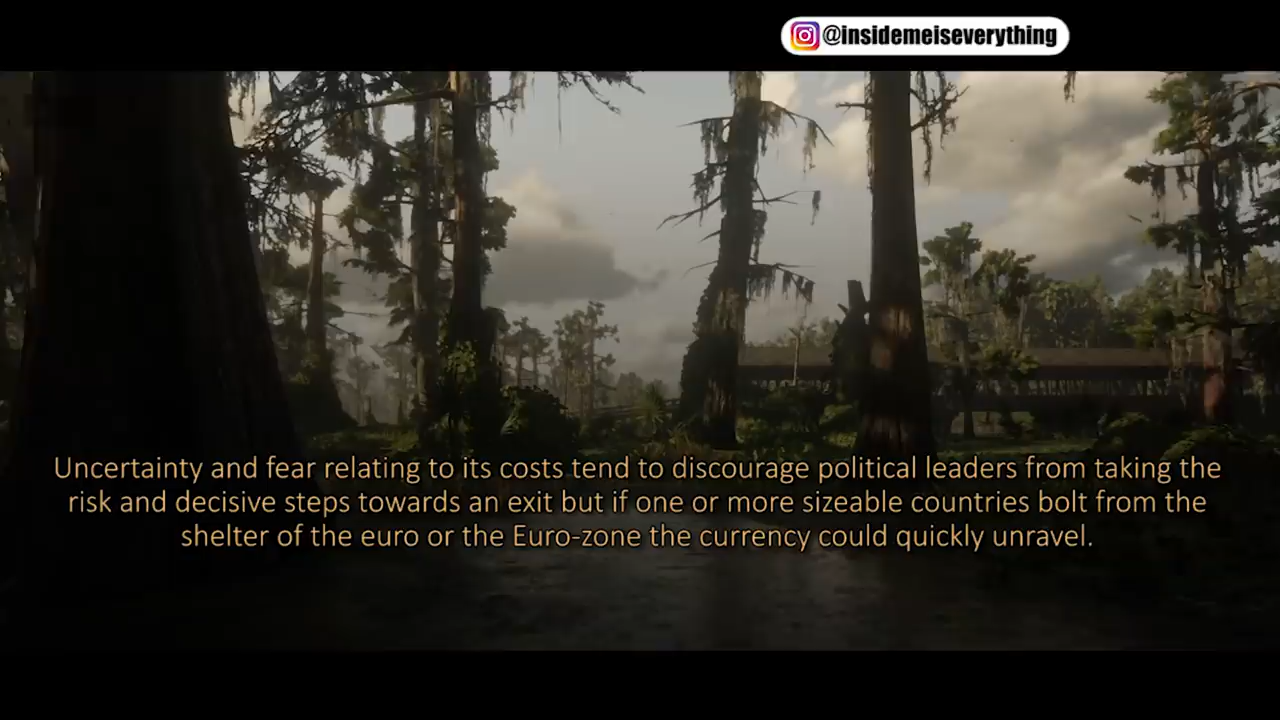 @insidemeiseverything
Uncertainty and fear relating to its costs tend to discourage political leaders from taking the
risk and decisive steps towards an exit but if one or more sizeable countries bolt from the
shelter of the euro or the Euro-zone the currency could quickly unravel.